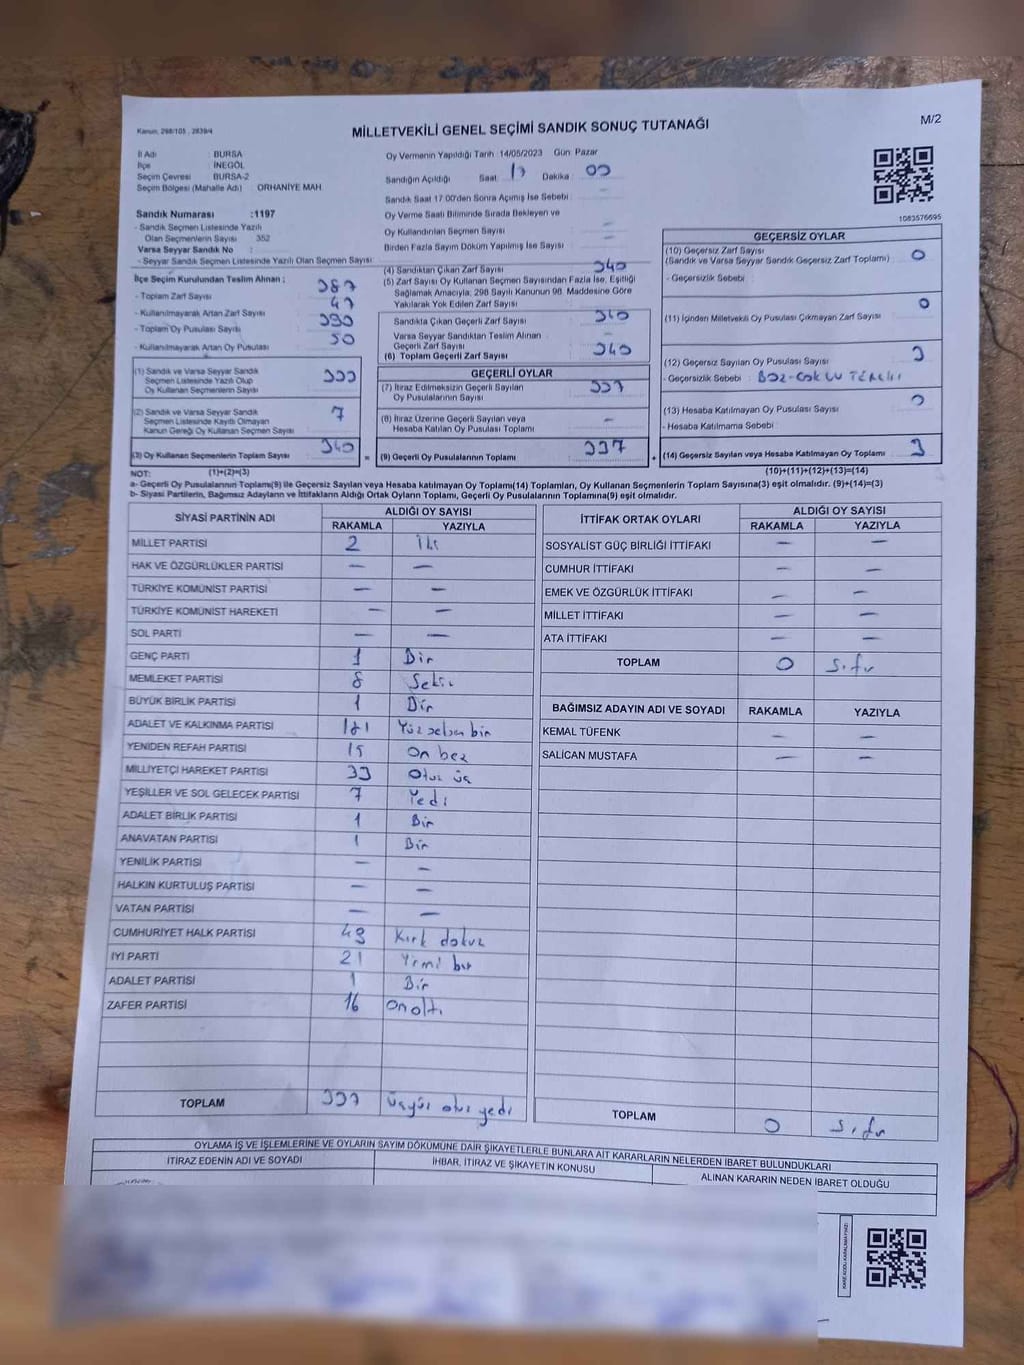 Kanun, 298/105 , 2839/4
MİLLETVEKİLİ GENEL SEÇİMİ SANDIK SONUÇ TUTANAĞI
M/2
İl Adı : BURSA
İlçe : İNEGÖL
Seçim Çevresi : BURSA-2
Seçim Bölgesi (Mahalle Adı) ORHANİYE MAH
Sandık Numarası :1197
- Sandık Seçmen Listesinde Yazılı
Olan Seçmenlerin Sayısı 352
Varsa Seyyar Sandık No :
- Seyyar Sandık Seçmen Listesinde Yazılı Olan Seçmen Sayısı :
Oy Vermenin Yapıldığı Tarih 14/05/2023 Gün Pazar
Sandığın Açıldığı Saat 17 Dakika 00
Sandık Saat 17:00'den Sonra Açımış İse Sebebi : –
Oy Verme Saati Bitiminde Sırada Bekleyen ve
Oy Kullandırılan Seçmen Sayısı : –
Birden Fazla Sayım Döküm Yapılmış İse Sayısı : –
1083576695
İlçe Seçim Kurulundan Teslim Alınan ;
- Toplam Zarf Sayısı : 387
- Kullanılmayarak Artan Zarf Sayısı : 47
- Toplam Oy Pusulası Sayısı : 390
- Kullanılmayarak Artan Oy Pusulası : 50
(1) Sandık ve Varsa Seyyar Sandık
Seçmen Listesinde Yazılı Olup
Oy Kullanan Seçmenlerin Sayısı 333
(2) Sandık ve Varsa Seyyar Sandık
Seçmen Listesinde Kayıtlı Olmayan
Kanun Gereği Oy Kullanan Seçmen Sayısı 7
(3) Oy Kullanan Seçmenlerin Toplam Sayısı 340
(1)+(2)=(3)
(4) Sandıktan Çıkan Zarf Sayısı : 340
(5) Zarf Sayısı Oy Kullanan Seçmen Sayısından Fazla İse, Eşitliği
Sağlamak Amacıyla, 298 Sayılı Kanunun 98. Maddesine Göre
Yakılarak Yok Edilen Zarf Sayısı :
Sandıkta Çıkan Geçerli Zarf Sayısı : 340
Varsa Seyyar Sandıktan Teslim Alınan
Geçerli Zarf Sayısı :
(6) Toplam Geçerli Zarf Sayısı : 340
GEÇERLİ OYLAR
(7) İtiraz Edilmeksizin Geçerli Sayılan
Oy Pusulalarının Sayısı : 337
(8) İtiraz Üzerine Geçerli Sayılan veya
Hesaba Katılan Oy Pusulası Toplamı : –
(9) Geçerli Oy Pusulalarının Toplamı : 337
GEÇERSİZ OYLAR
(10) Geçersiz Zarf Sayısı :
(Sandık ve Varsa Seyyar Sandık Geçersiz Zarf Toplamı) 0
- Geçersizlik Sebebi :
(11) İçinden Milletvekili Oy Pusulası Çıkmayan Zarf Sayısı : 0
(12) Geçersiz Sayılan Oy Pusulası Sayısı : 3
- Geçersizlik Sebebi :
(13) Hesaba Katılmayan Oy Pusulası Sayısı : 0
- Hesaba Katılmama Sebebi :
(14) Geçersiz Sayılan veya Hesaba Katılmayan Oy Toplamı : 3
(10)+(11)+(12)+(13)=(14)
NOT:
a- Geçerli Oy Pusulalarının Toplamı(9) ile Geçersiz Sayılan veya Hesaba katılmayan Oy Toplamı(14) Toplamları, Oy Kullanan Seçmenlerin Toplam Sayısına(3) eşit olmalıdır. (9)+(14)=(3)
b- Siyasi Partilerin, Bağımsız Adayların ve İttifakların Aldığı Ortak Oyların Toplamı, Geçerli Oy Pusulalarının Toplamına(9) eşit olmalıdır.
SİYASİ PARTİNİN ADI
ALDIĞI OY SAYISI
RAKAMLA YAZIYLA
MİLLET PARTİSİ 2 İki
HAK VE ÖZGÜRLÜKLER PARTİSİ – –
TÜRKİYE KOMÜNİST PARTİSİ – –
TÜRKİYE KOMÜNİST HAREKETİ – –
SOL PARTİ – –
GENÇ PARTİ 1 Bir
MEMLEKET PARTİSİ 8 Sekiz
BÜYÜK BİRLİK PARTİSİ 1 Bir
ADALET VE KALKINMA PARTİSİ 181 Yüz seksen bir
YENİDEN REFAH PARTİSİ 15 On beş
MİLLİYETÇİ HAREKET PARTİSİ 33 Otuz üç
YEŞİLLER VE SOL GELECEK PARTİSİ 7 Yedi
ADALET BİRLİK PARTİSİ 1 Bir
ANAVATAN PARTİSİ 1 Bir
YENİLİK PARTİSİ – –
HALKIN KURTULUŞ PARTİSİ – –
VATAN PARTİSİ – –
CUMHURİYET HALK PARTİSİ 49 Kırk dokuz
İYİ PARTİ 21 Yirmi bir
ADALET PARTİSİ 1 Bir
ZAFER PARTİSİ 16 On altı
TOPLAM 337 üçyüz otuz yedi
İTTİFAK ORTAK OYLARI
ALDIĞI OY SAYISI
RAKAMLA YAZIYLA
SOSYALİST GÜÇ BİRLİĞİ İTTİFAKI – –
CUMHUR İTTİFAKI – –
EMEK VE ÖZGÜRLÜK İTTİFAKI – –
MİLLET İTTİFAKI – –
ATA İTTİFAKI – –
TOPLAM 0 Sıfır
BAĞIMSIZ ADAYIN ADI VE SOYADI RAKAMLA YAZIYLA
KEMAL TÜFENK – –
SALİCAN MUSTAFA – –
TOPLAM 0 Sıfır
OYLAMA İŞ VE İŞLEMLERİNE VE OYLARIN SAYIM DÖKÜMÜNE DAİR ŞİKAYETLERLE BUNLARA AİT KARARLARIN NELERDEN İBARET BULUNDUKLARI
İTİRAZ EDENİN ADI VE SOYADI
İHBAR, İTİRAZ VE ŞİKAYETİN KONUSU
ALINAN KARARIN NEDEN İBARET OLDUĞU